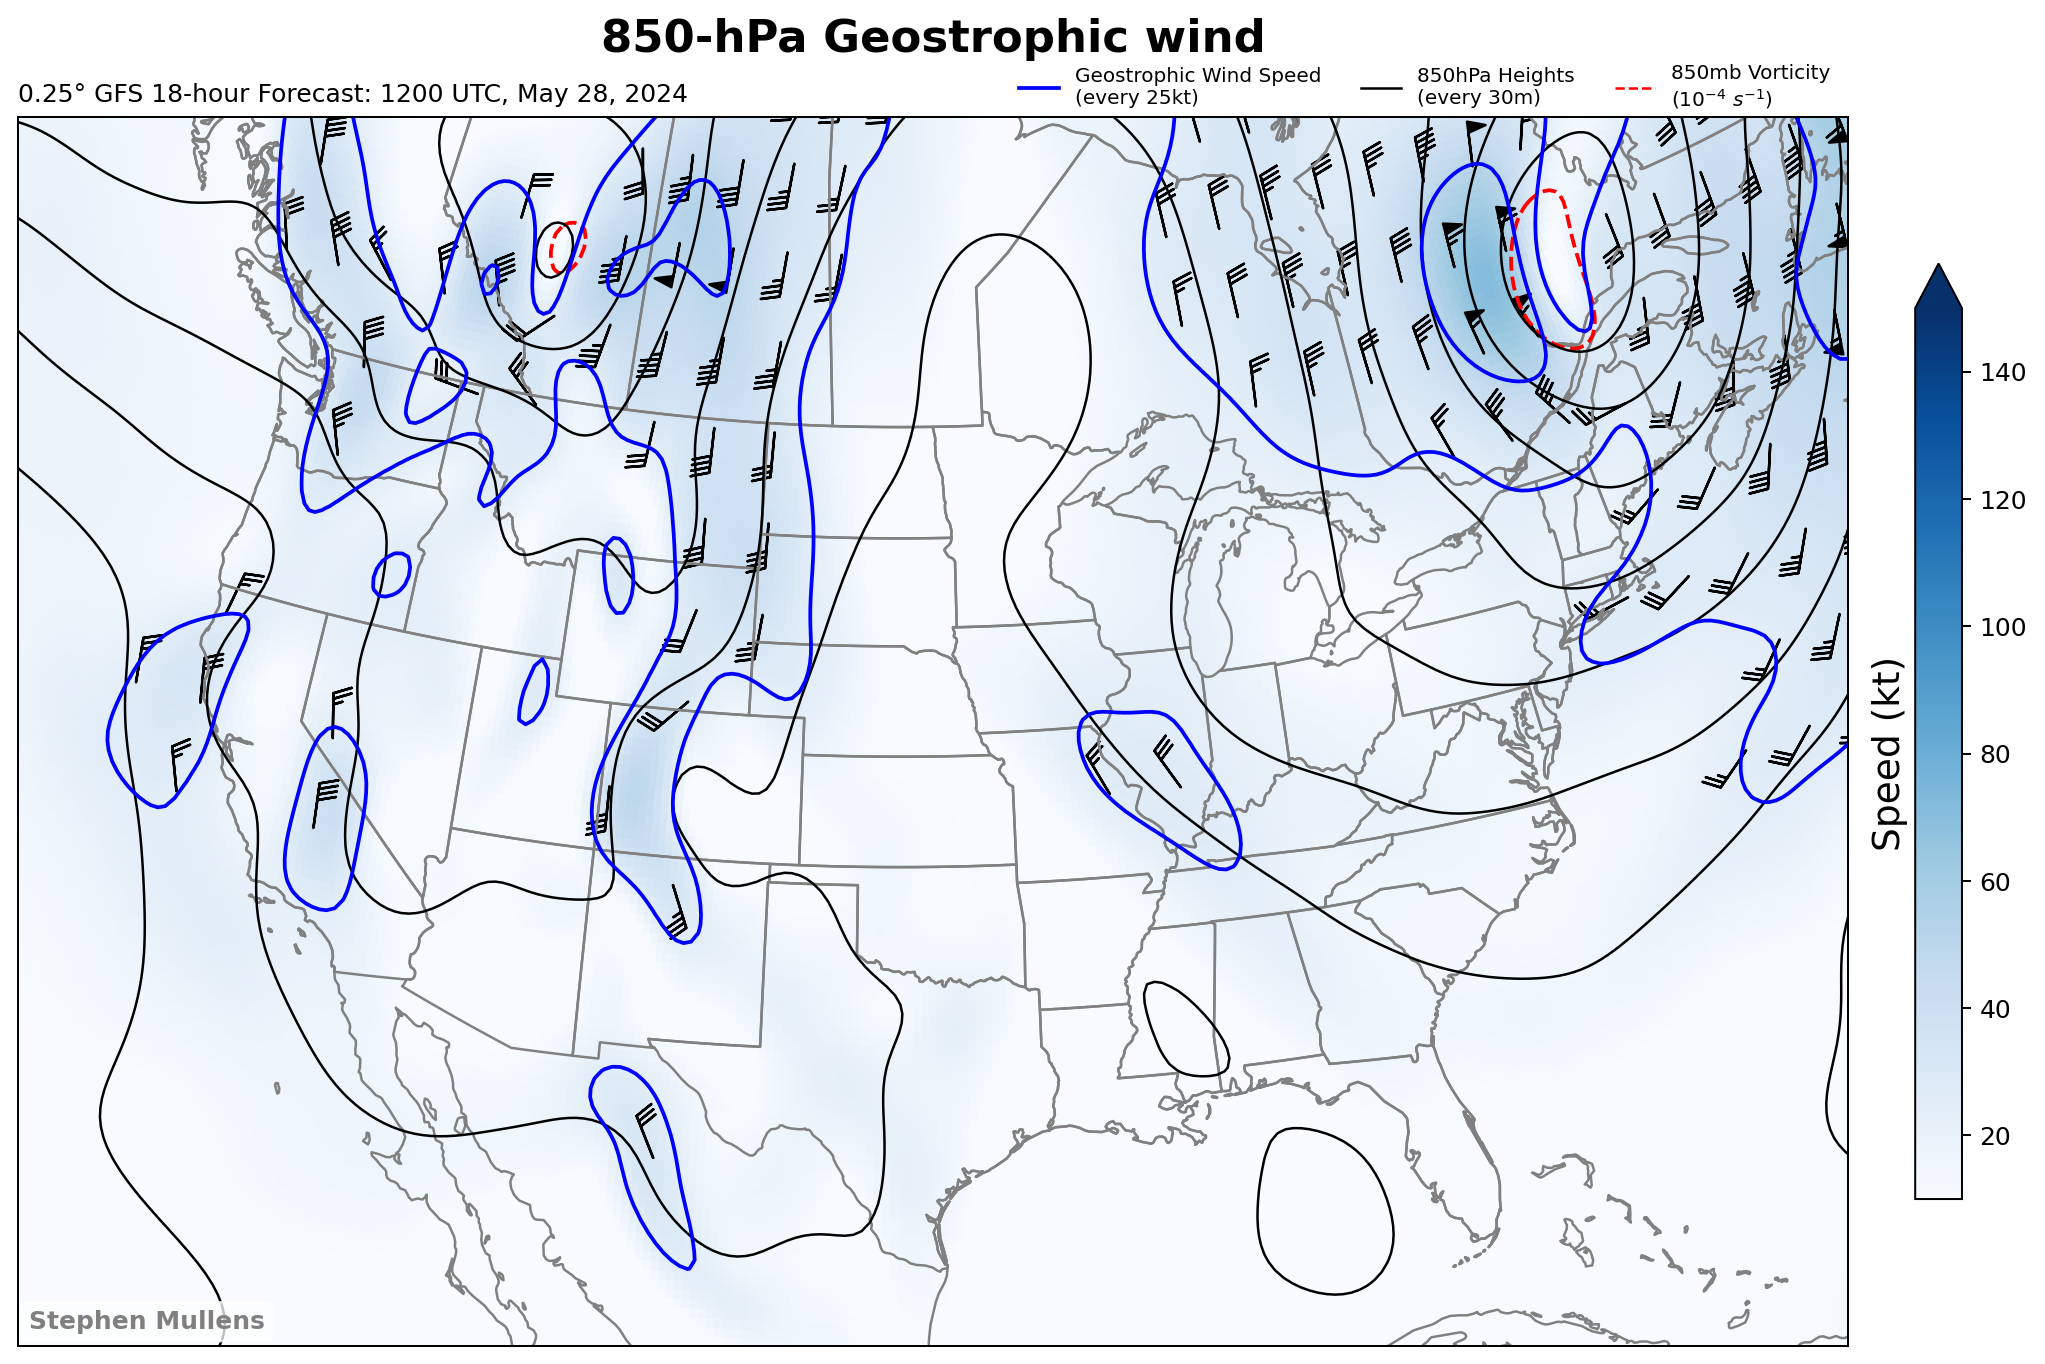 850-hPa Geostrophic wind
0.25° GFS 18-hour Forecast: 1200 UTC, May 28, 2024
Geostrophic Wind Speed
(every 25kt)
850hPa Heights
(every 30m)
850mb Vorticity
(10⁻⁴ s⁻¹)
140
120
100
80
60
40
20
Speed (kt)
Stephen Mullens